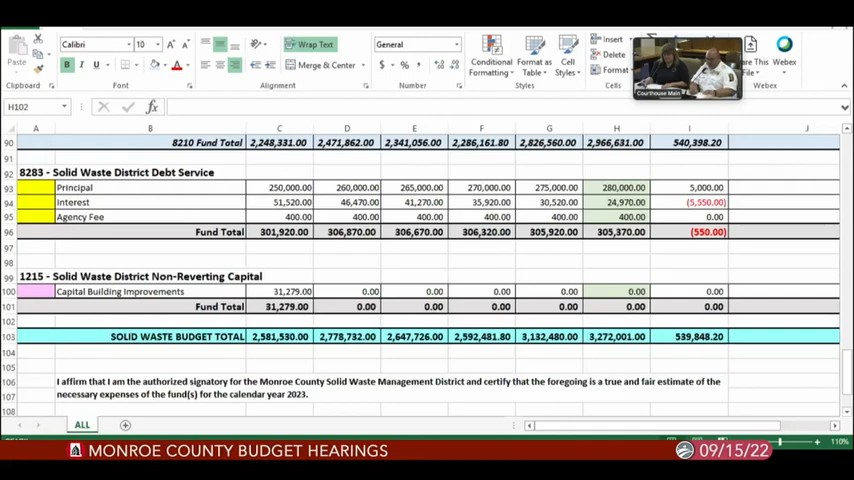 Calibri 10 A A Wrap Text General Insert
Paste B I U A Merge & Center $ % Conditional Formatting Format as Table Cell Styles Delete Format Share This File Webex
Clipboard Font Alignment Number Styles Cells Webex
Courthouse Main
H102 fx
A B C D E F G H I J
90 8210 Fund Total 2,248,331.00 2,471,862.00 2,341,056.00 2,286,161.80 2,826,560.00 2,966,631.00 540,398.20
91
92 8283 - Solid Waste District Debt Service
93 Principal 250,000.00 260,000.00 265,000.00 270,000.00 275,000.00 280,000.00 5,000.00
94 Interest 51,520.00 46,470.00 41,270.00 35,920.00 30,520.00 24,970.00 (5,550.00)
95 Agency Fee 400.00 400.00 400.00 400.00 400.00 400.00 0.00
96 Fund Total 301,920.00 306,870.00 306,670.00 306,320.00 305,920.00 305,370.00 (550.00)
97
98
99 1215 - Solid Waste District Non-Reverting Capital
100 Capital Building Improvements 31,279.00 0.00 0.00 0.00 0.00 0.00 0.00
101 Fund Total 31,279.00 0.00 0.00 0.00 0.00 0.00 0.00
102
103 SOLID WASTE BUDGET TOTAL 2,581,530.00 2,778,732.00 2,647,726.00 2,592,481.80 3,132,480.00 3,272,001.00 539,848.20
104
105
106 I affirm that I am the authorized signatory for the Monroe County Solid Waste Management District and certify that the foregoing is a true and fair estimate of the
107 necessary expenses of the fund(s) for the calendar year 2023.
108
ALL
110%
MONROE COUNTY BUDGET HEARINGS 09/15/22